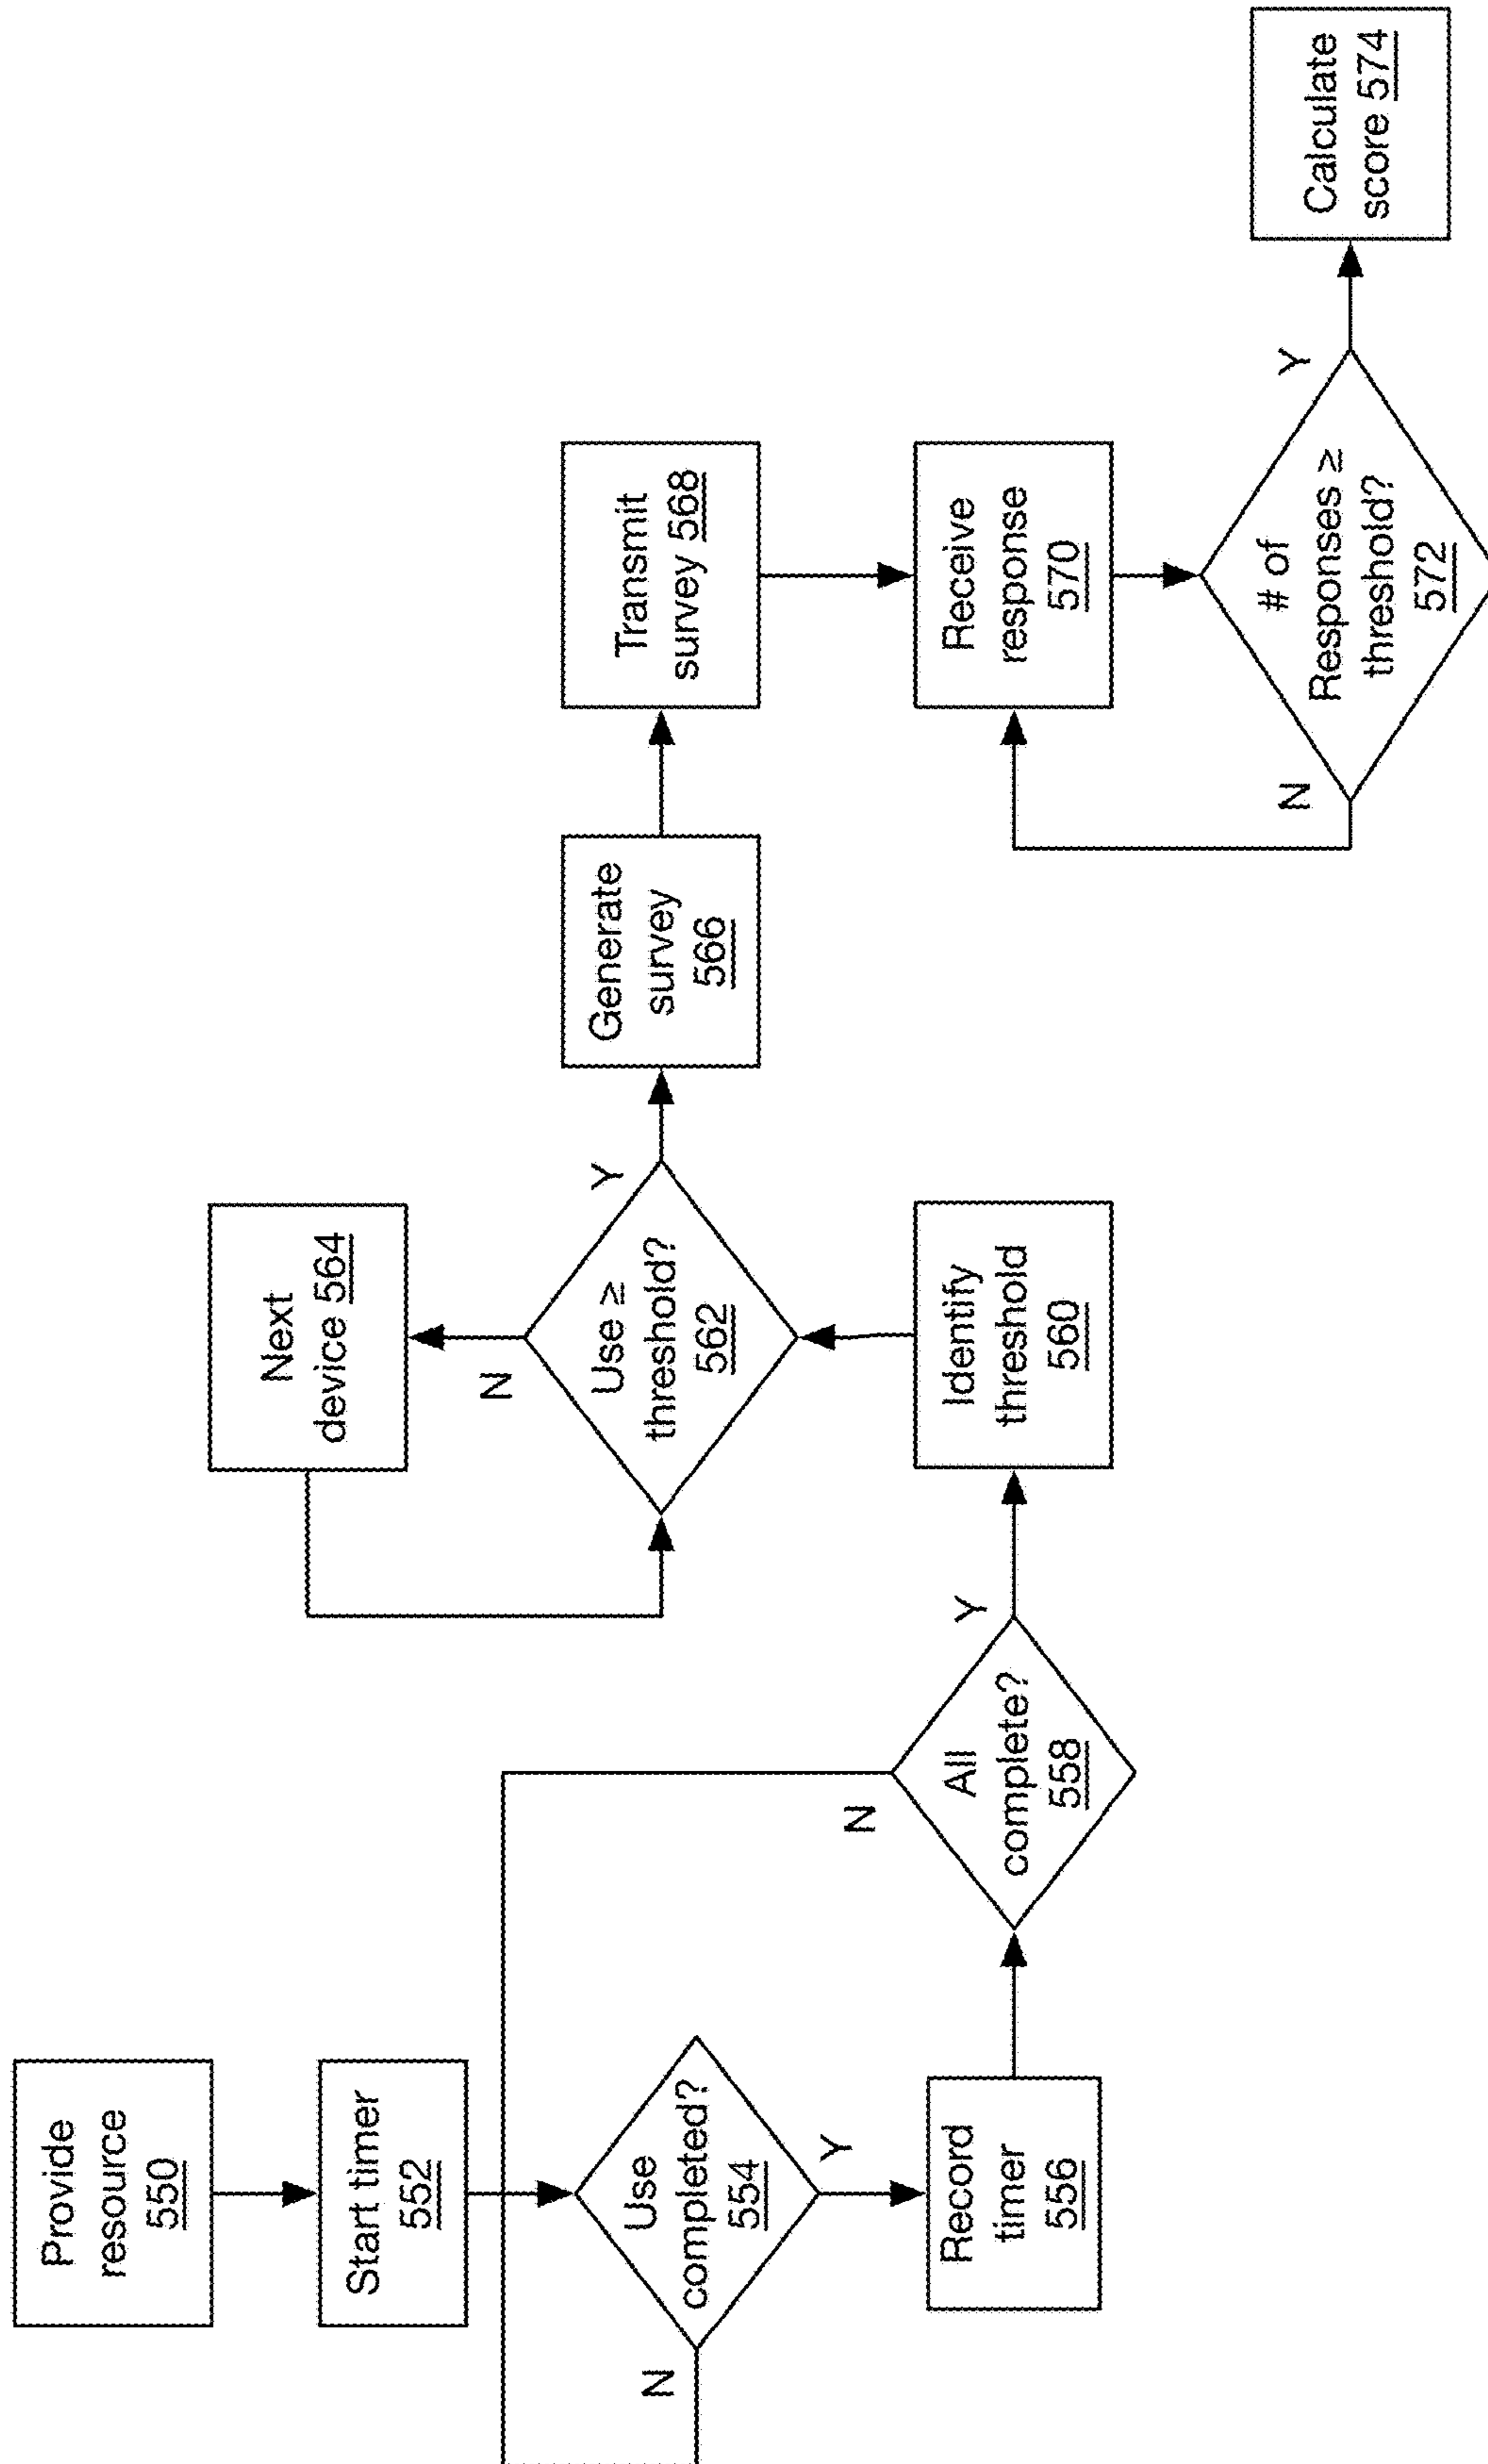 Provide
resource
550
Start timer
552
Use
completed?
554
N
Y
Record
timer
556
All
complete?
558
N
Y
Identify
threshold
560
Use ≥
threshold?
562
N
Y
Next
device 564
Generate
survey
566
Transmit
survey 568
Receive
response
570
# of
Responses ≥
threshold?
572
N
Y
Calculate
score 574